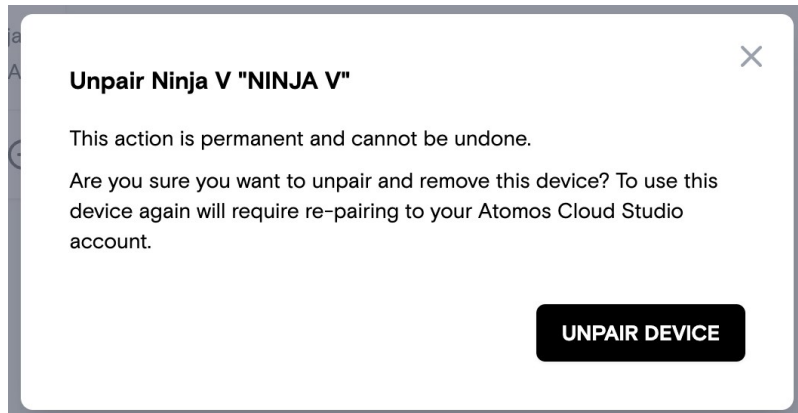 Unpair Ninja V "NINJA V"
This action is permanent and cannot be undone.
Are you sure you want to unpair and remove this device? To use this
device again will require re-pairing to your Atomos Cloud Studio
account.
UNPAIR DEVICE